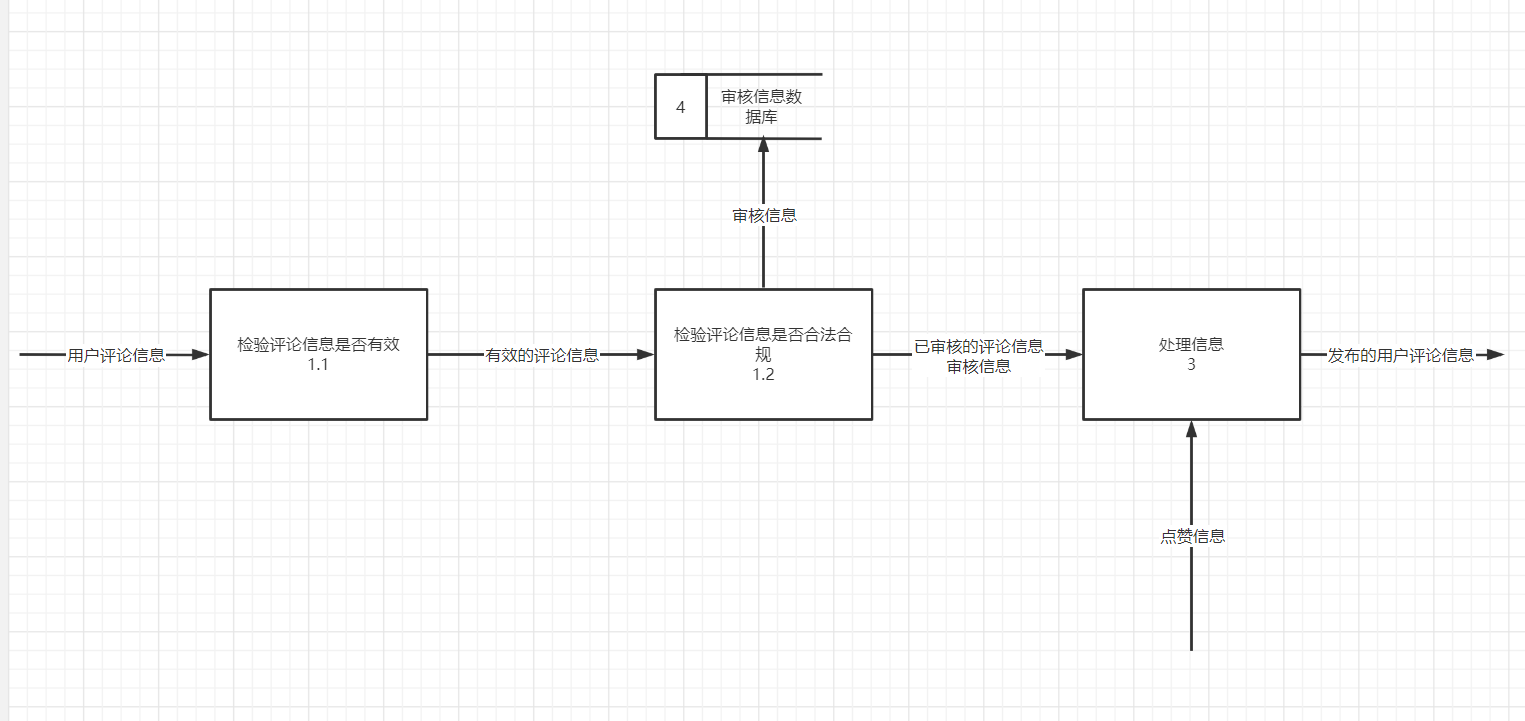 4
审核信息数
据库
审核信息
用户评论信息
检验评论信息是否有效
1.1
有效的评论信息
检验评论信息是否合法合
规
1.2
已审核的评论信息
审核信息
处理信息
3
发布的用户评论信息
点赞信息